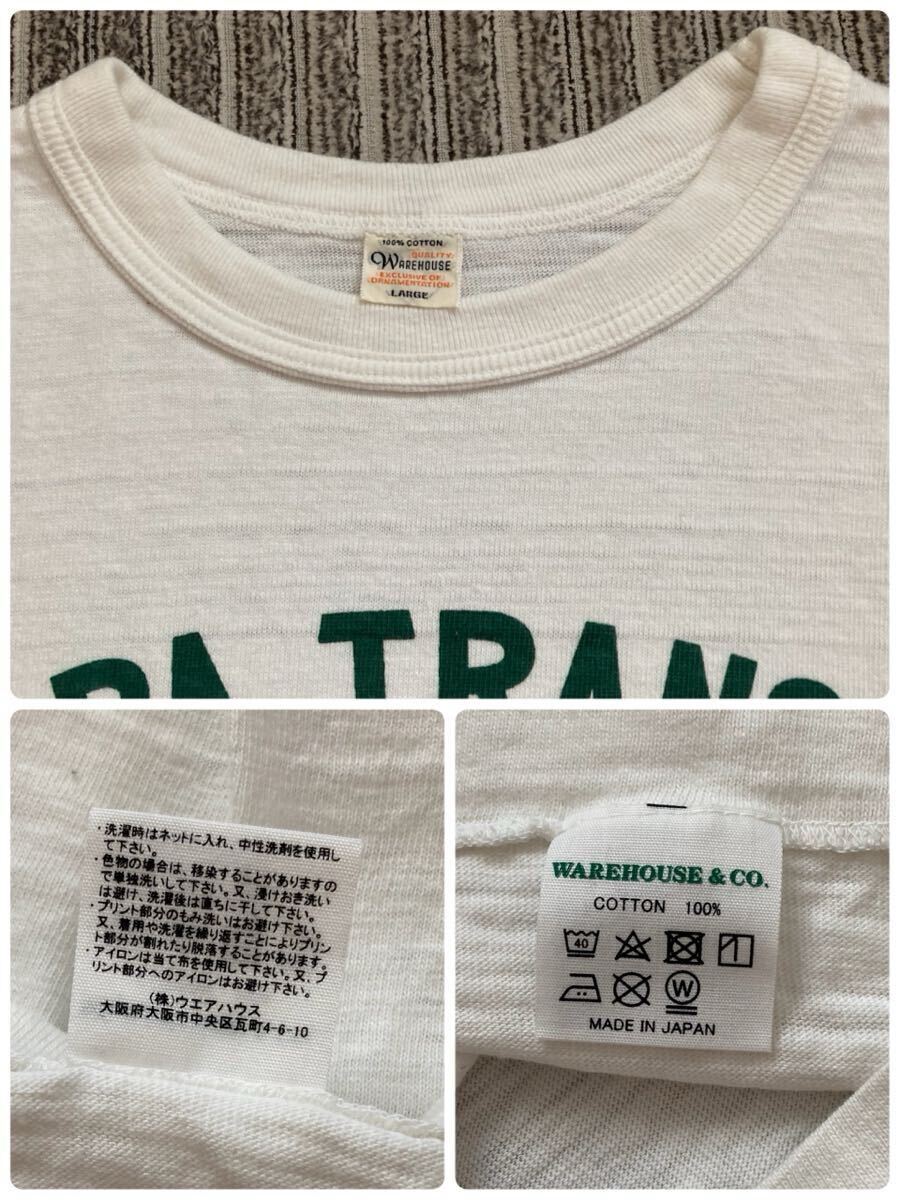 100% COTTON
QUALITY
WAREHOUSE
EXCLUSIVE OF
ORNAMENTATION
LARGE
PA TRANS
・洗濯時はネットに入れ、中性洗剤を使用し
て下さい。
・色物の場合は、移染することがありますの
で単独洗いして下さい。又、浸けおき洗い
は避け、洗濯後は直ちに干して下さい。
・プリント部分のもみ洗いはお避け下さい。
又、着用や洗濯を繰り返すことによりプリン
ト部分が割れたり脱落することがあります。
・アイロンは当て布を使用して下さい。又、プ
リント部分へのアイロンはお避け下さい。
(株)ウエアハウス
大阪府大阪市中央区瓦町4-6-10
WAREHOUSE & CO.
COTTON 100%
40
W
MADE IN JAPAN